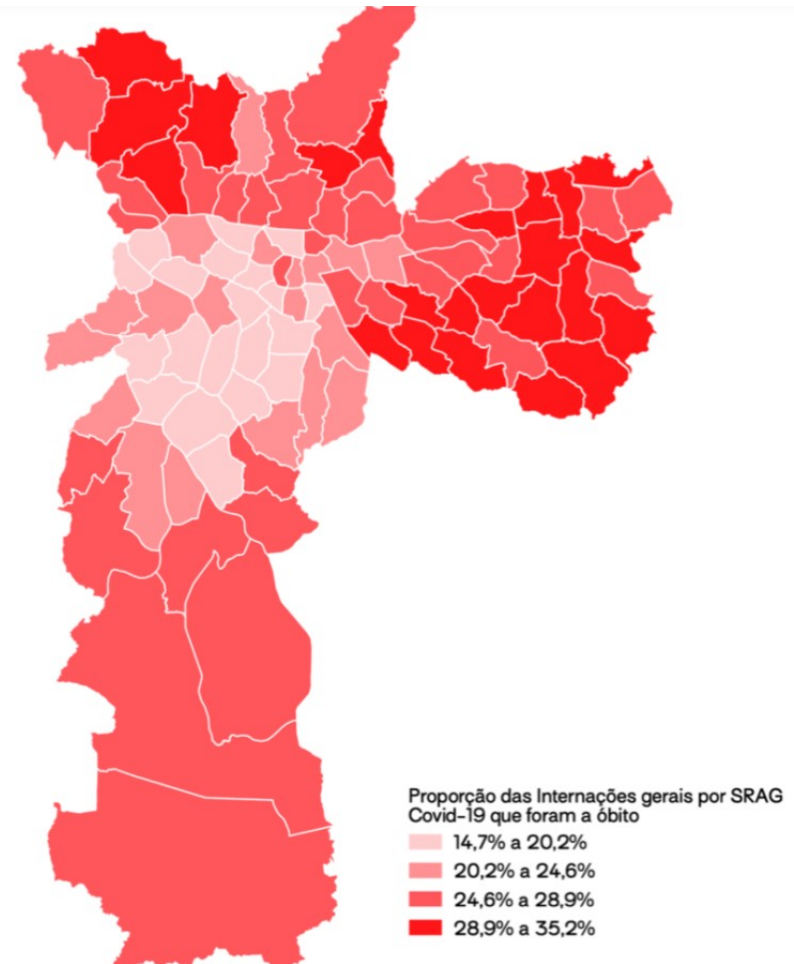 Proporção das Internações gerais por SRAG
Covid-19 que foram a óbito
14,7% a 20,2%
20,2% a 24,6%
24,6% a 28,9%
28,9% a 35,2%